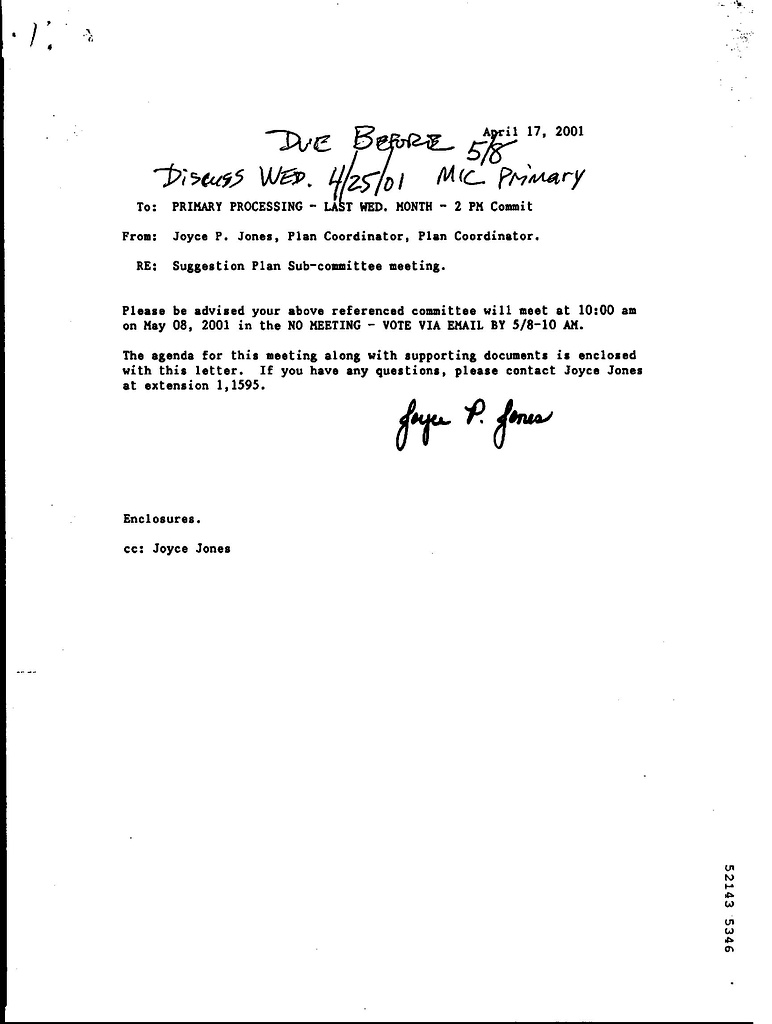 April 17, 2001
DUE BEFORE 5/8
Discuss WED. 4/25/01 MIC Primary
To: PRIMARY PROCESSING - LAST WED. MONTH - 2 PM Commit
From: Joyce P. Jones, Plan Coordinator, Plan Coordinator.
RE: Suggestion Plan Sub-committee meeting.
Please be advised your above referenced committee will meet at 10:00 am
on May 08, 2001 in the NO MEETING - VOTE VIA EMAIL BY 5/8-10 AM.
The agenda for this meeting along with supporting documents is enclosed
with this letter. If you have any questions, please contact Joyce Jones
at extension 1,1595.
Joyce P. Jones
Enclosures.
cc: Joyce Jones
52143 5346